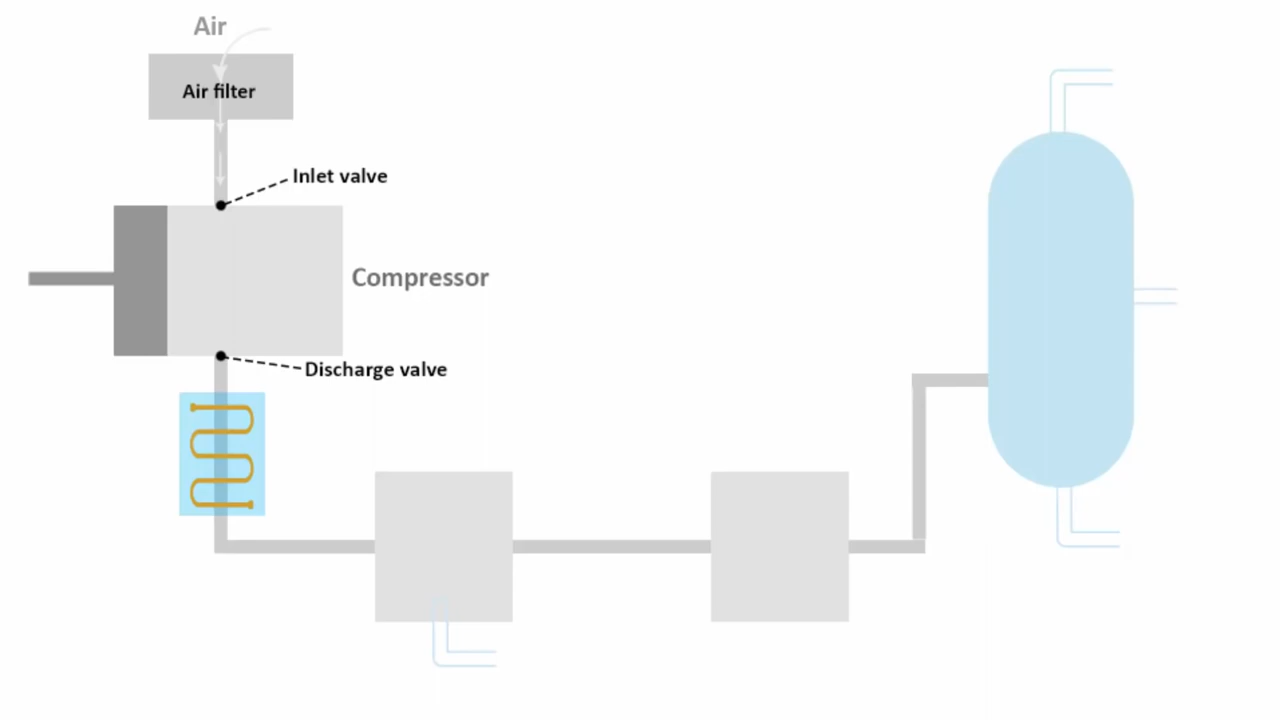 Air
Air filter
Inlet valve
Compressor
Discharge valve